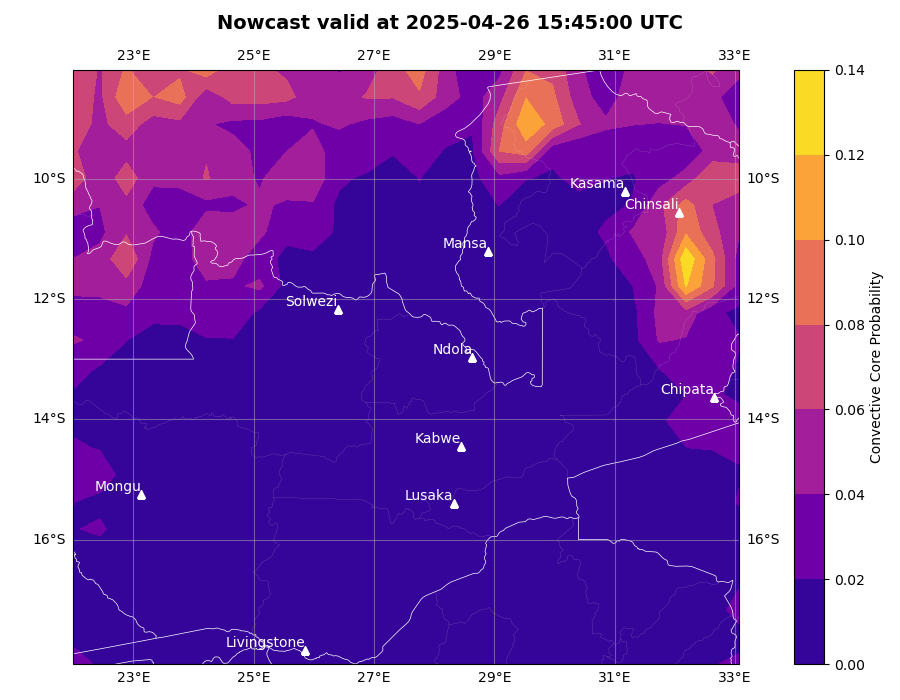 Nowcast valid at 2025-04-26 15:45:00 UTC
23°E 25°E 27°E 29°E 31°E 33°E
0.14
0.12
10°S Kasama 10°S
Chinsali
0.10
Mansa
12°S Solwezi 12°S
0.08
Ndola
Convective Core Probability
0.06
Chipata
14°S 14°S
Kabwe
0.04
Mongu Lusaka
16°S 16°S
0.02
Livingstone
0.00
23°E 25°E 27°E 29°E 31°E 33°E